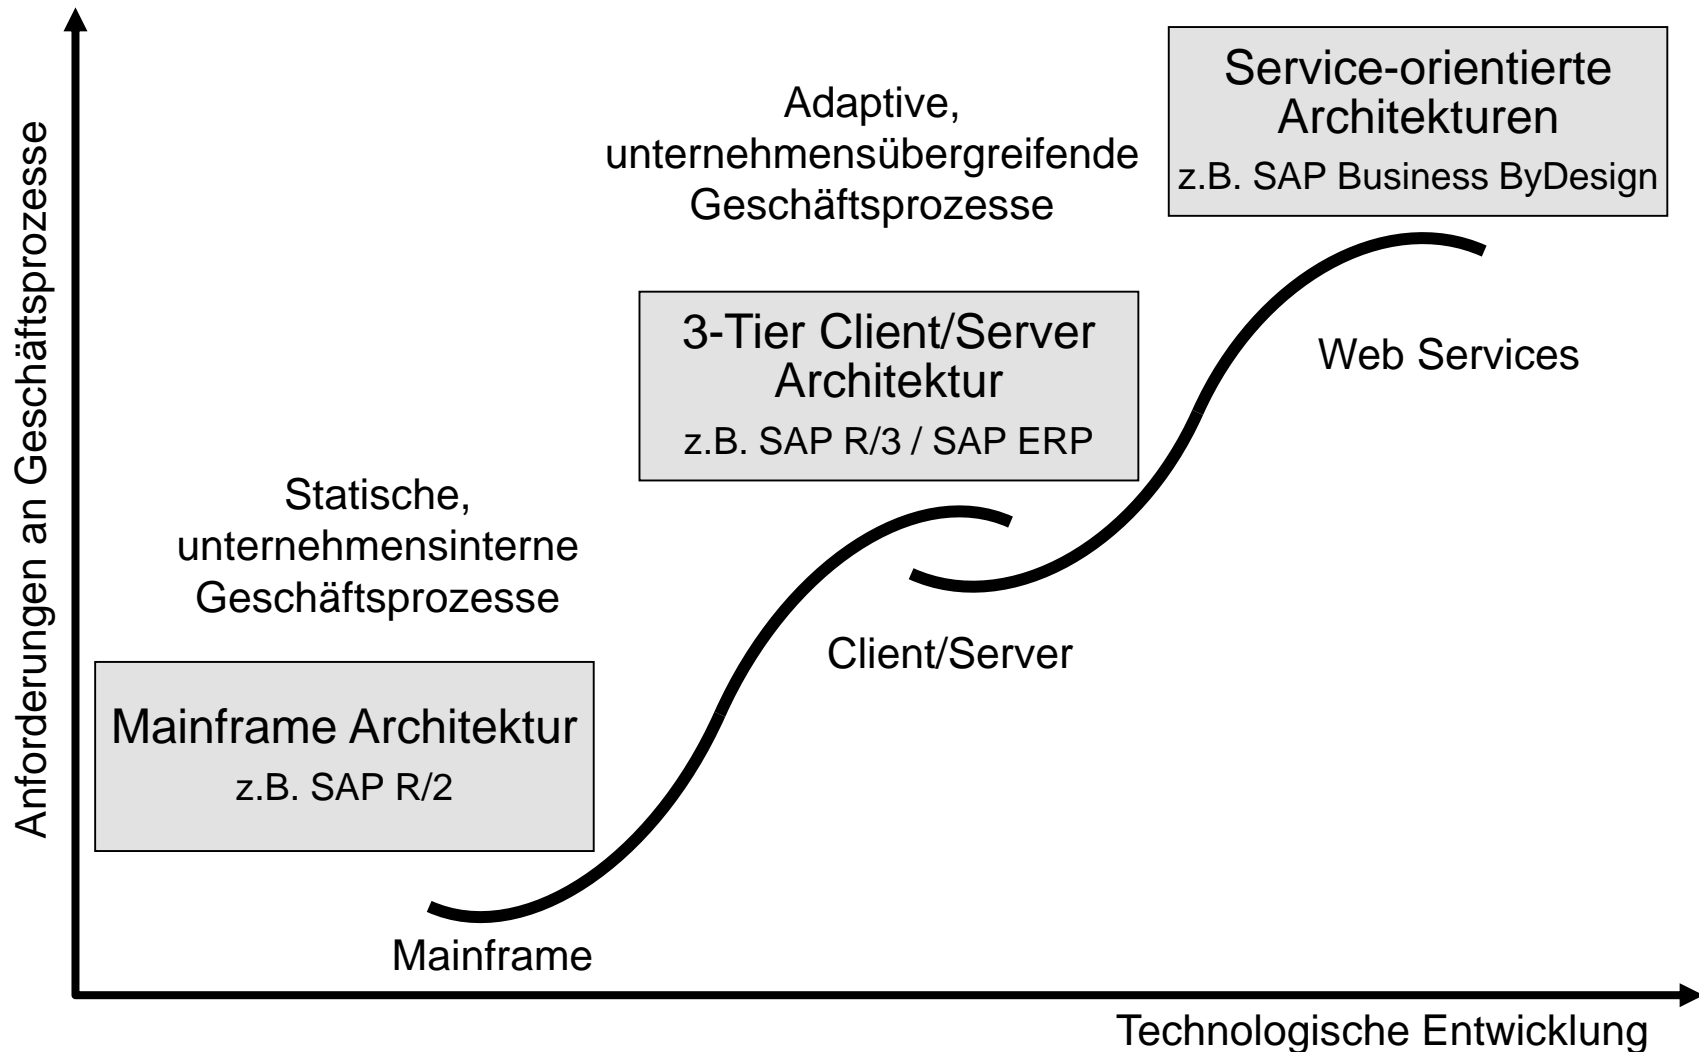 Anforderungen an Geschäftsprozesse
Service-orientierte
Architekturen
z.B. SAP Business ByDesign
Adaptive,
unternehmensübergreifende
Geschäftsprozesse
3-Tier Client/Server
Architektur
z.B. SAP R/3 / SAP ERP
Web Services
Statische,
unternehmensinterne
Geschäftsprozesse
Client/Server
Mainframe Architektur
z.B. SAP R/2
Mainframe
Technologische Entwicklung